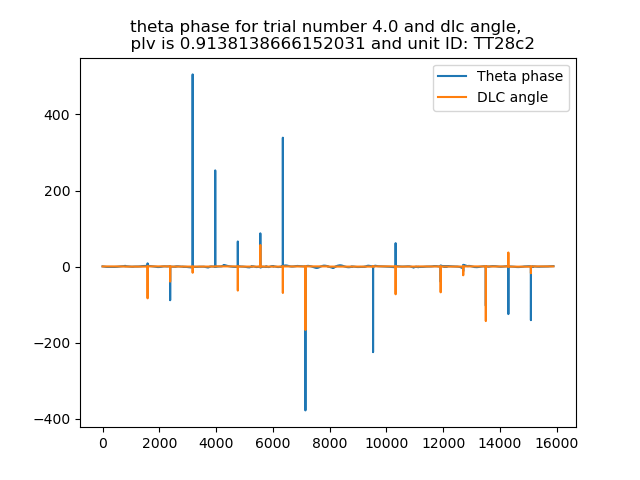 theta phase for trial number 4.0 and dlc angle,
plv is 0.9138138666152031 and unit ID: TT28c2
Theta phase
DLC angle
400
200
0
−200
−400
0 2000 4000 6000 8000 10000 12000 14000 16000